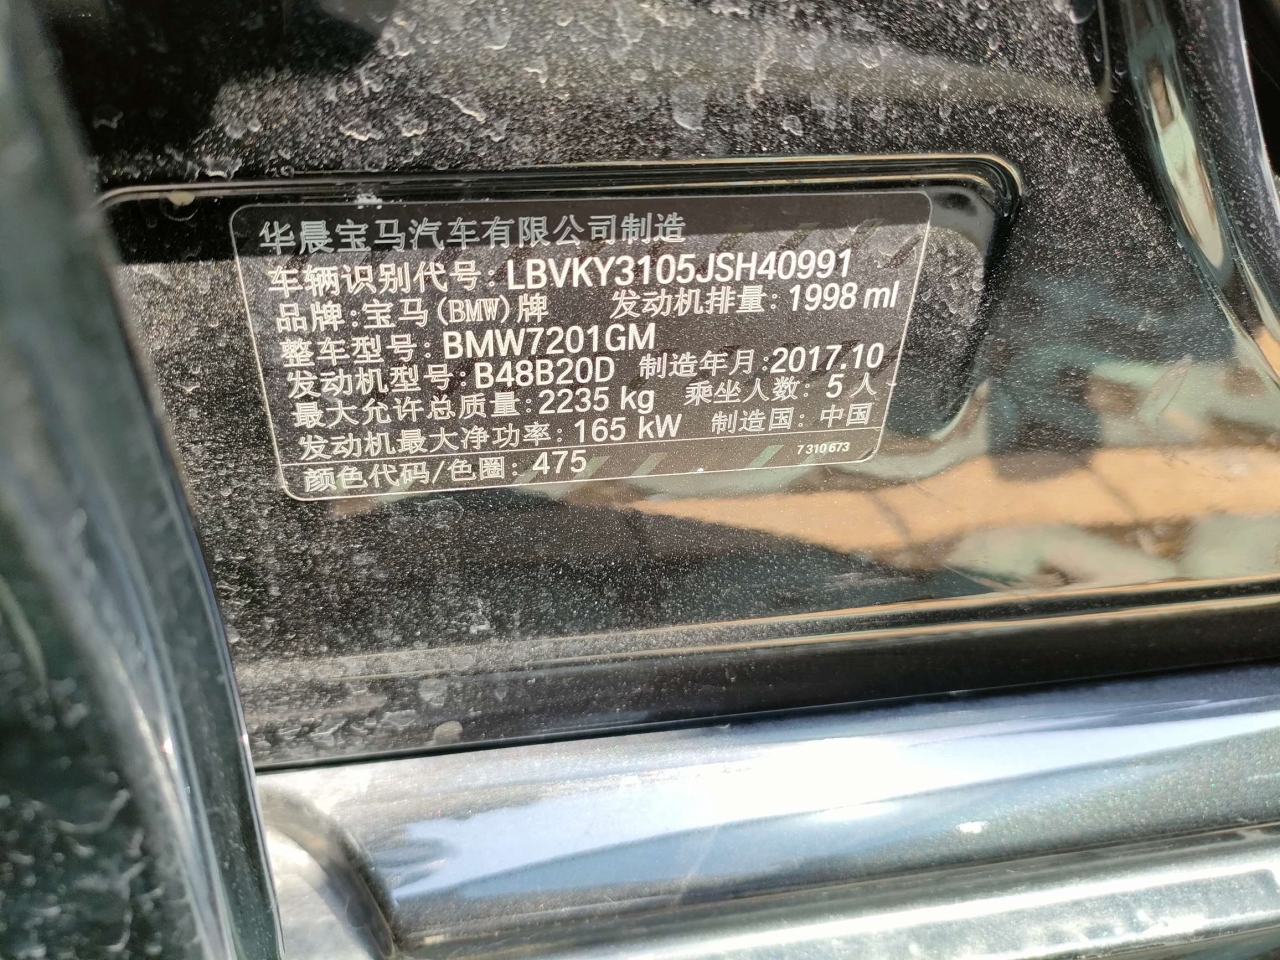 华晨宝马汽车有限公司制造
车辆识别代号: LBVKY3105JSH40991
品牌:宝马(BMW)牌 发动机排量: 1998 ml
整车型号: BMW7201GM
发动机型号: B48B20D 制造年月:2017.10
最大允许总质量: 2235 kg 乘坐人数: 5 人
发动机最大净功率: 165 kW 制造国: 中国
颜色代码/色圈: 475 7 310 673